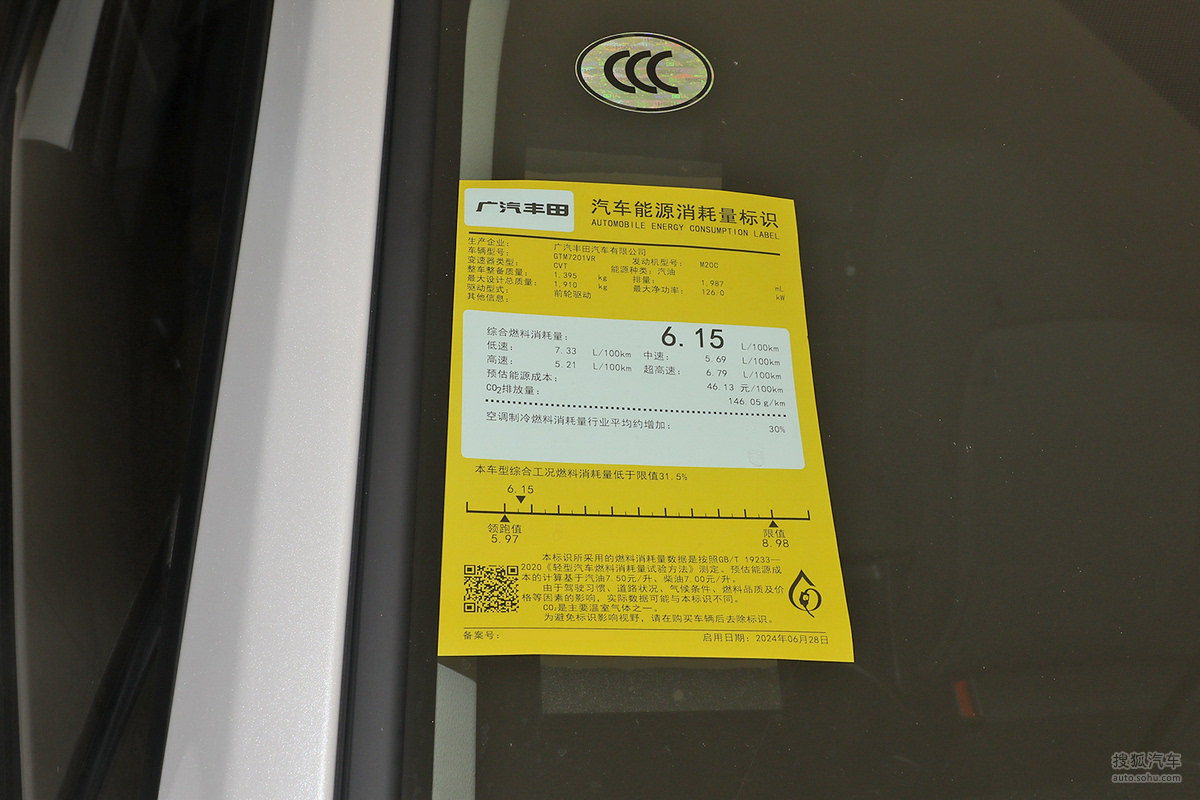 CCC
广汽丰田
汽车能源消耗量标识
AUTOMOBILE ENERGY CONSUMPTION LABEL
生产企业： 广汽丰田汽车有限公司
车辆型号： GTM7201VR 发动机型号： M20C
变速器类型： CVT 能源种类：汽油
整车整备质量： 1,395 kg 排量： 1,987 mL
最大设计总质量： 1,910 kg 最大净功率： 126.0 kW
驱动型式： 前轮驱动
其他信息：
综合燃料消耗量： 6.15 L/100km
低速： 7.33 L/100km 中速： 5.69 L/100km
高速： 5.21 L/100km 超高速： 6.79 L/100km
预估能源成本： 46.13 元/100km
CO₂排放量： 146.05 g/km
空调制冷燃料消耗量行业平均约增加： 30%
本车型综合工况燃料消耗量低于限值31.5%
6.15
领跑值 限值
5.97 8.98
本标识所采用的燃料消耗量数据是按照GB/T 19233—
2020《轻型汽车燃料消耗量试验方法》测定。预估能源成
本的计算基于汽油7.50元/升、柴油7.00元/升。
由于驾驶习惯、道路状况、气候条件、燃料品质及价
格等因素的影响，实际数据可能与本标识不同。
CO₂是主要温室气体之一。
为避免标识影响视野，请在购买车辆后去除标识。
备案号： 启用日期：2024年06月28日
搜狐汽车
auto.sohu.com